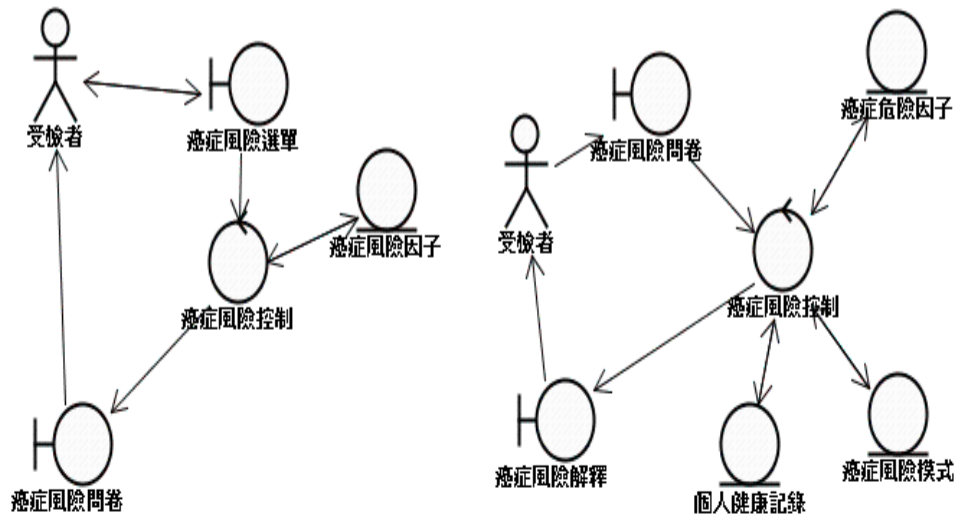 受檢者
癌症風險選單
癌症風險因子
癌症風險控制
癌症風險問卷
癌症危險因子
癌症風險問卷
受檢者
癌症風險控制
癌症風險解釋
個人健康記錄
癌症風險模式